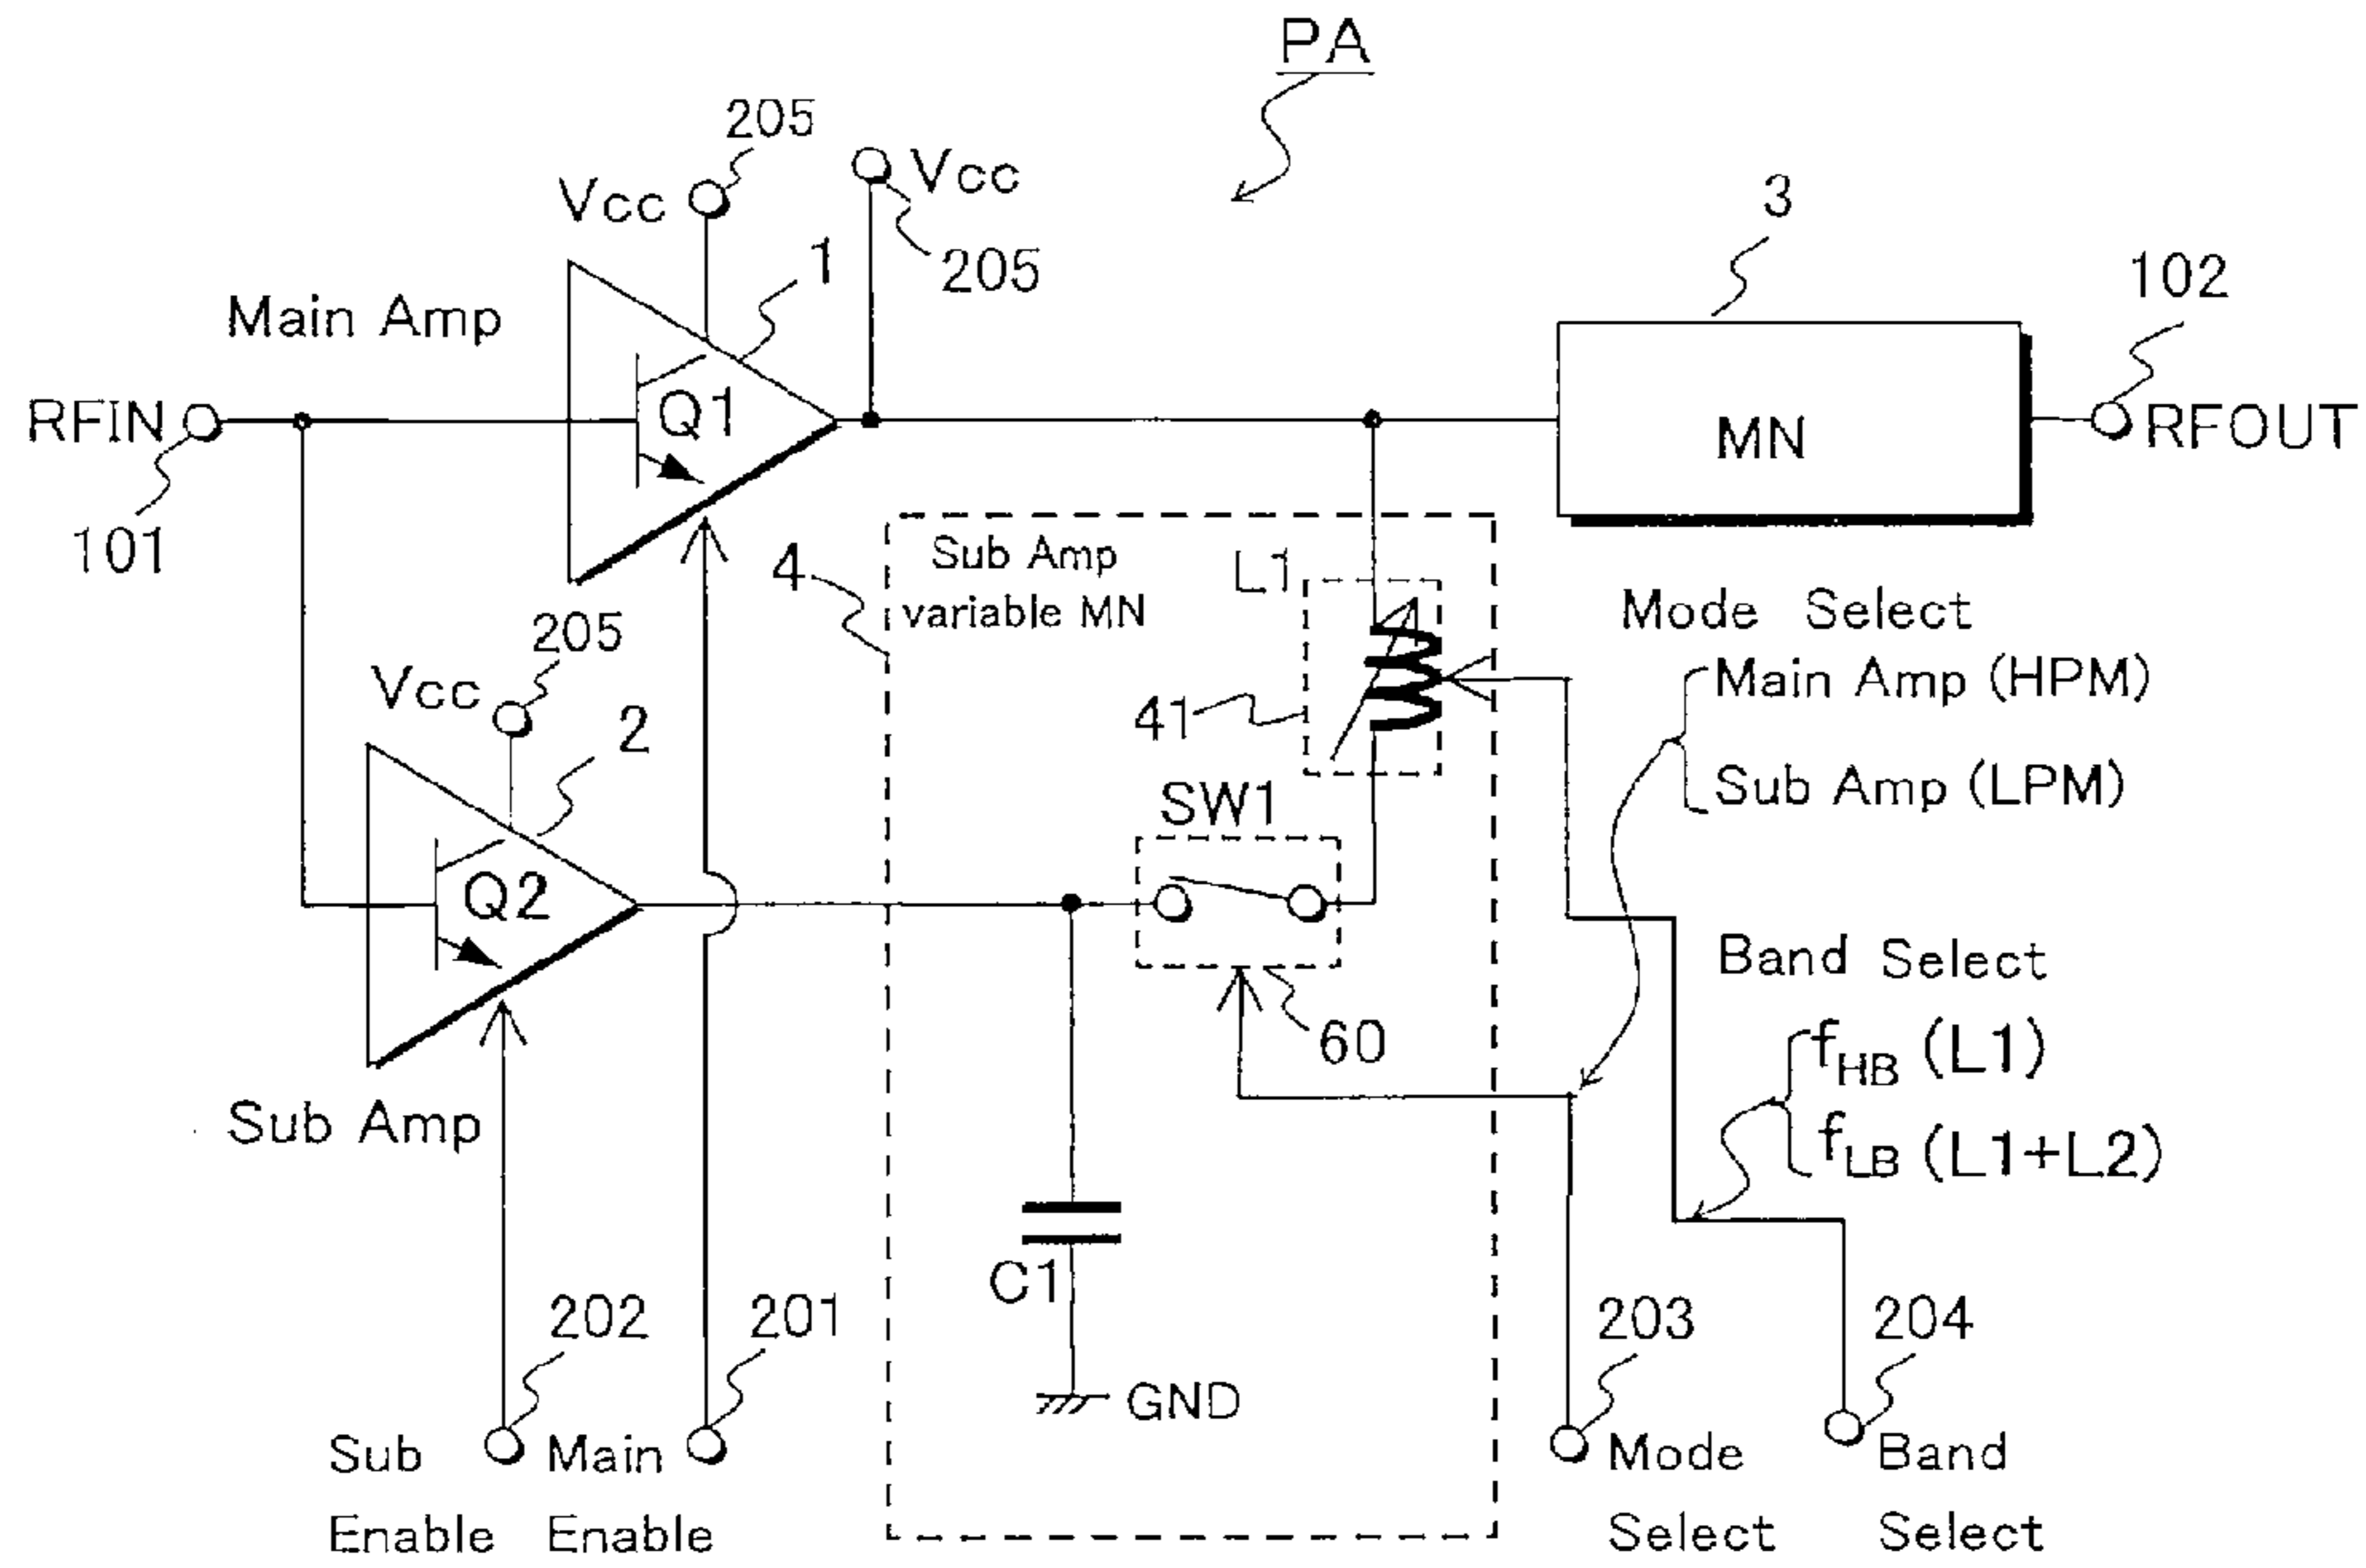 PA
205
Vcc
Vcc
205
1
3
102
Main Amp
RFIN
Q1
MN
RFOUT
101
4
Sub Amp
variable MN
L1
Mode Select
Main Amp (HPM)
Sub Amp (LPM)
205
Vcc
2
41
SW1
Q2
60
Band Select
fHB (L1)
fLB (L1+L2)
Sub Amp
C1
GND
202
201
203
204
Sub
Enable
Main
Enable
Mode
Select
Band
Select